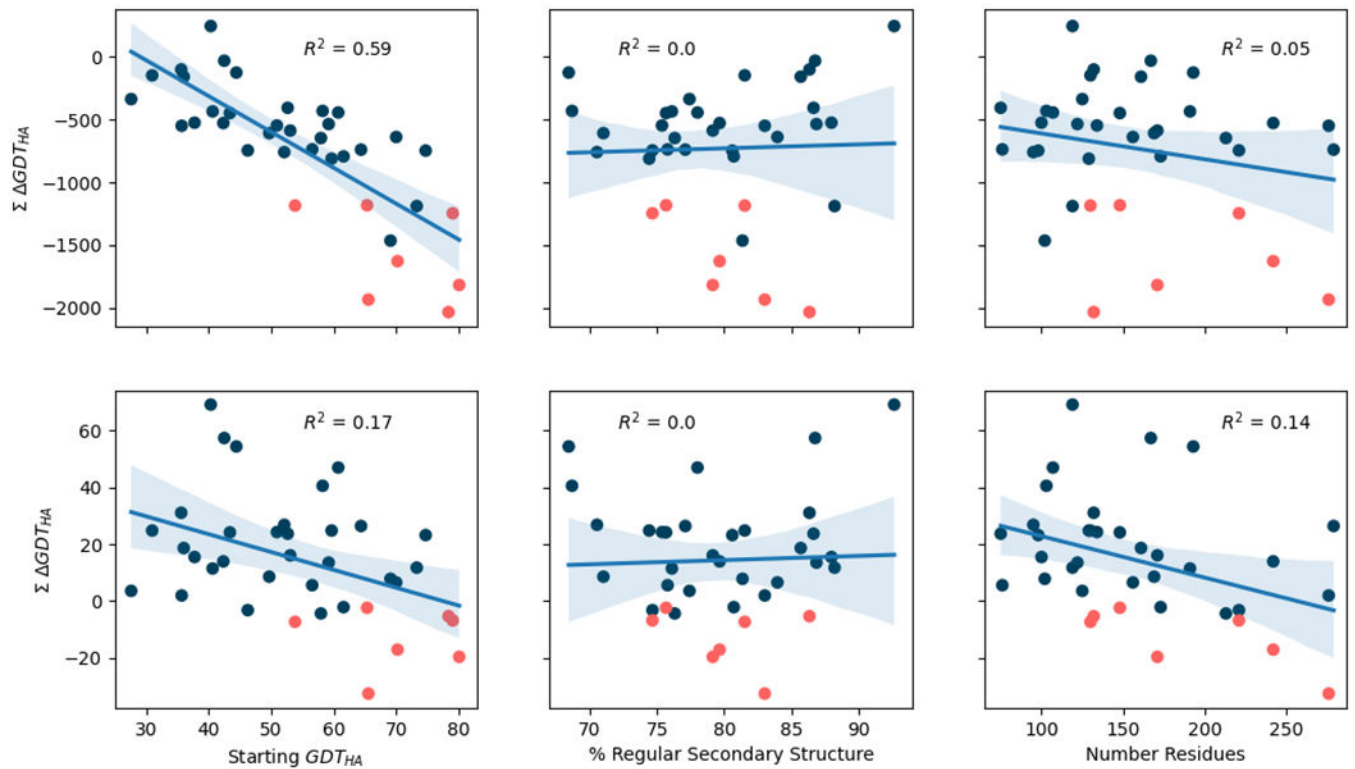 R² = 0.59
R² = 0.0
R² = 0.05
0
−500
−1000
−1500
−2000
Σ ΔGDT_HA
R² = 0.17
R² = 0.0
R² = 0.14
60
40
20
0
−20
Σ ΔGDT_HA
30 40 50 60 70 80
70 75 80 85 90
100 150 200 250
Starting GDT_HA
% Regular Secondary Structure
Number Residues